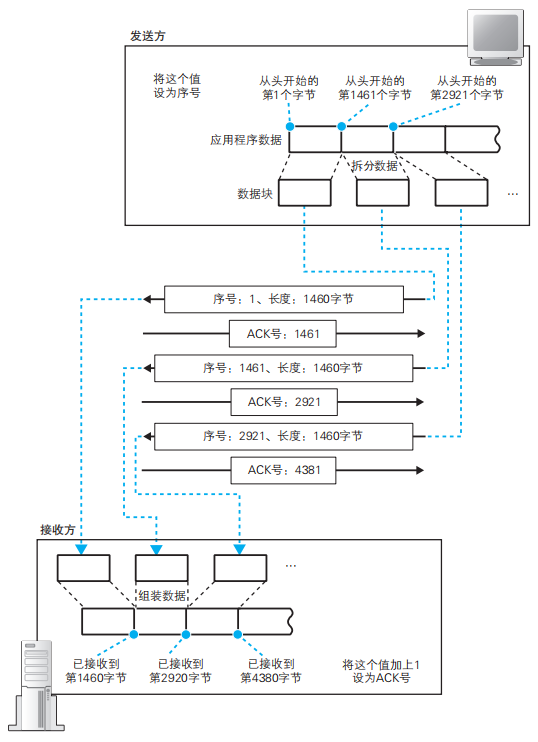 发送方
将这个值
设为序号
从头开始的
第1个字节
从头开始的
第1461个字节
从头开始的
第2921个字节
应用程序数据
拆分数据
数据块
...
序号：1、长度：1460字节
ACK号：1461
序号：1461、长度：1460字节
ACK号：2921
序号：2921、长度：1460字节
ACK号：4381
接收方
...
组装数据
已接收到
第1460字节
已接收到
第2920字节
已接收到
第4380字节
将这个值加上1
设为ACK号